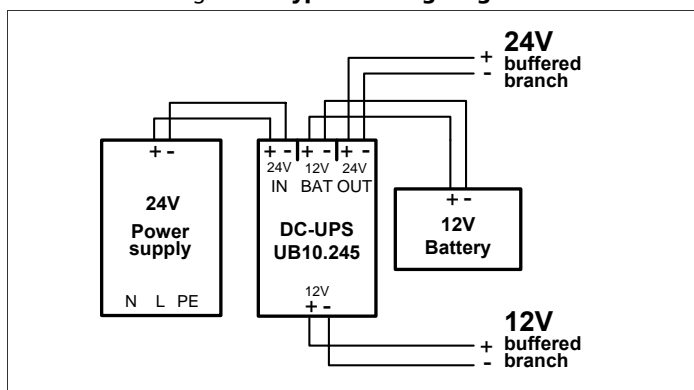 24V
+ buffered
- branch
+ - + - + - + -
24V 12V 24V
IN BAT OUT
24V
Power
supply
N L PE
DC-UPS
UB10.245
+ -
12V
Battery
12V
+ -
12V
+ buffered
- branch